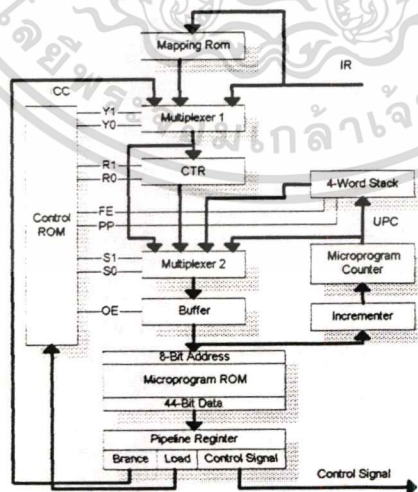 Mapping Rom
IR
CC
Y1
Y0
Multiplexer 1
R1
R0
CTR
4-Word Stack
Control
ROM
FE
PP
UPC
S1
S0
Multiplexer 2
Microprogram
Counter
OE
Buffer
Incrementer
8-Bit Address
Microprogram ROM
44-Bit Data
Pipeline Reginter
Brance Load Control Signal
Control Signal